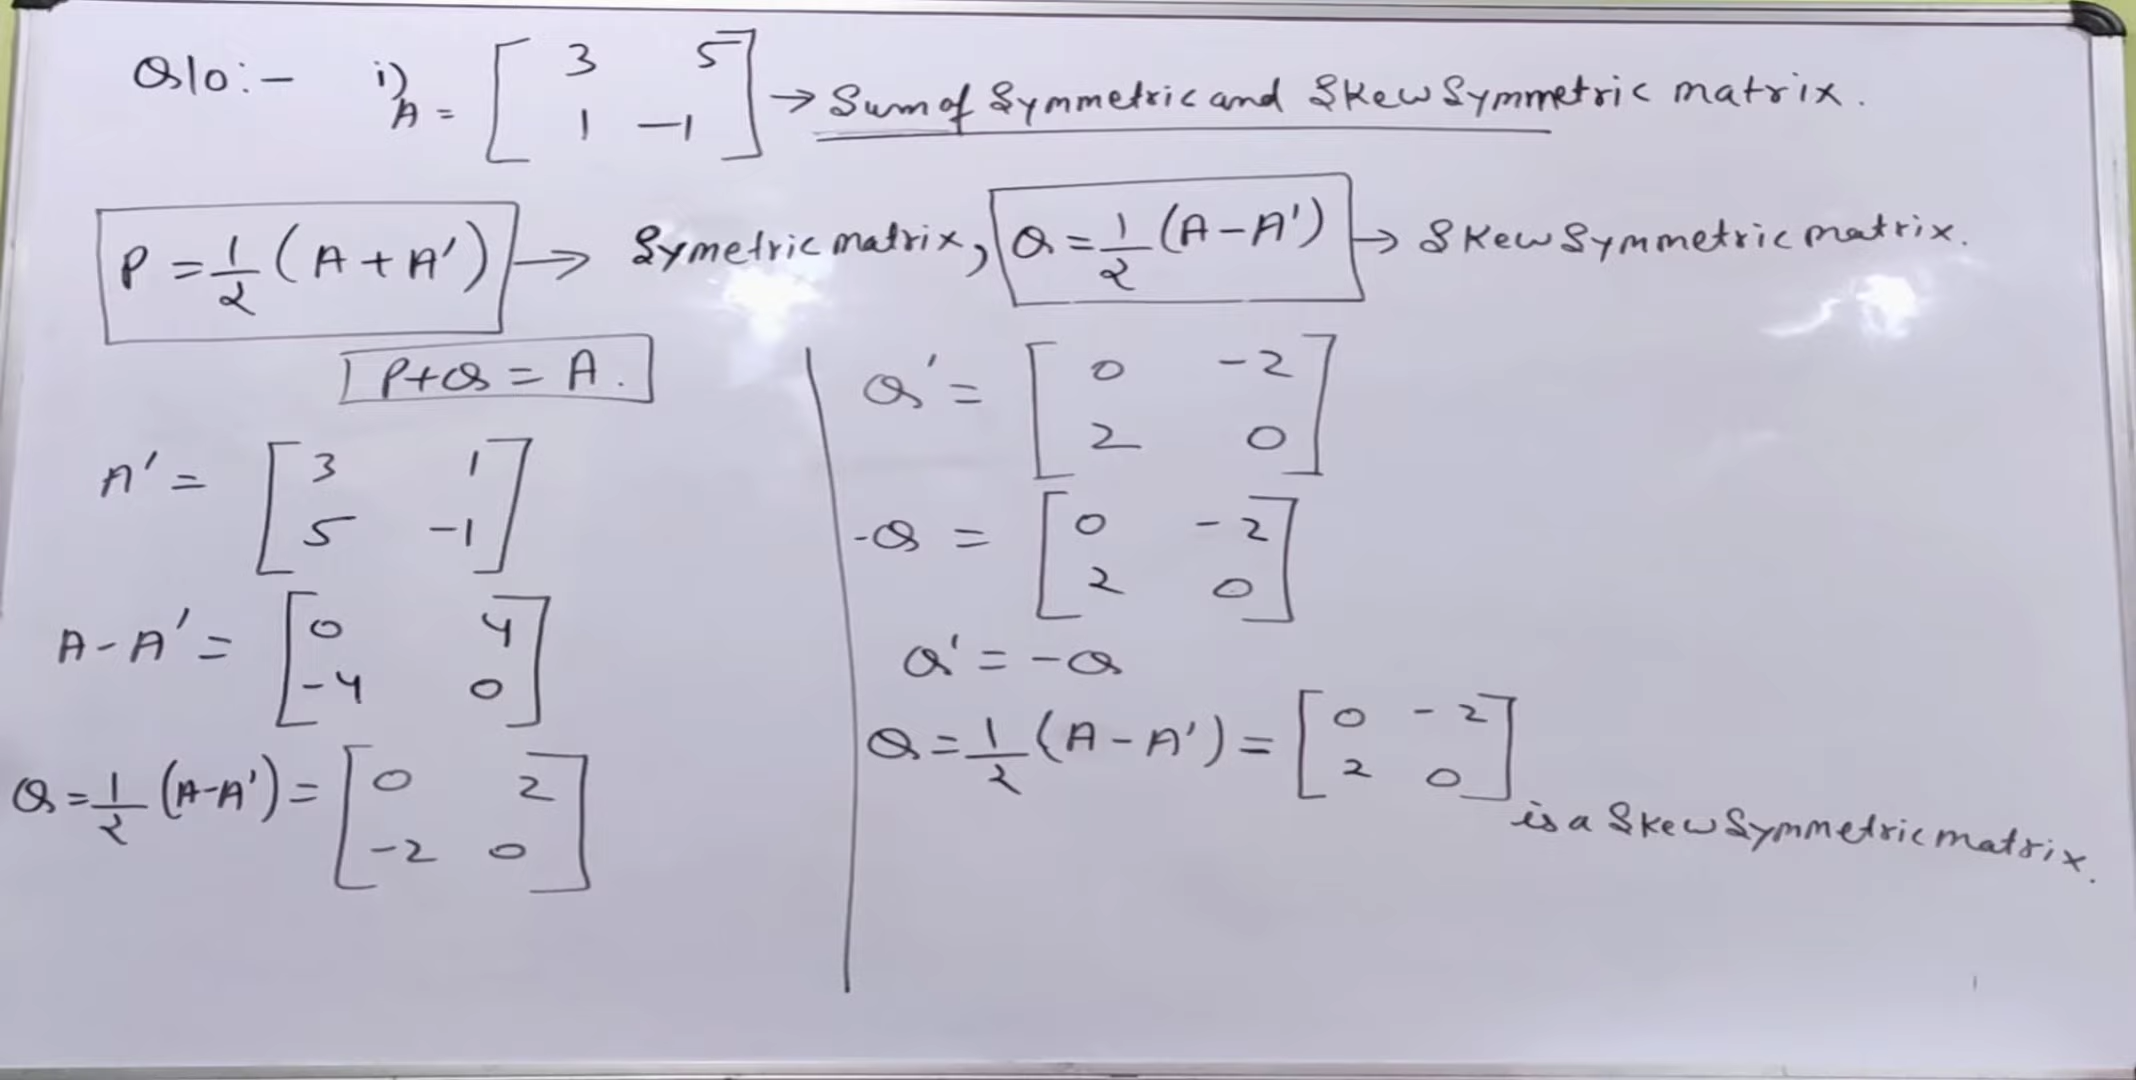 Q10:- i) A = [ 3 5 ; 1 -1 ] → Sum of Symmetric and Skew Symmetric matrix.
P = 1/2 (A + A') → Symetric matrix, Q = 1/2 (A - A') → Skew Symmetric matrix.
P+Q = A.
A' = [ 3 1 ; 5 -1 ]
A - A' = [ 0 4 ; -4 0 ]
Q = 1/2 (A-A') = [ 0 2 ; -2 0 ]
Q' = [ 0 -2 ; 2 0 ]
-Q = [ 0 -2 ; 2 0 ]
Q' = -Q
Q = 1/2 (A - A') = [ 0 -2 ; 2 0 ]
is a Skew Symmetric matrix.